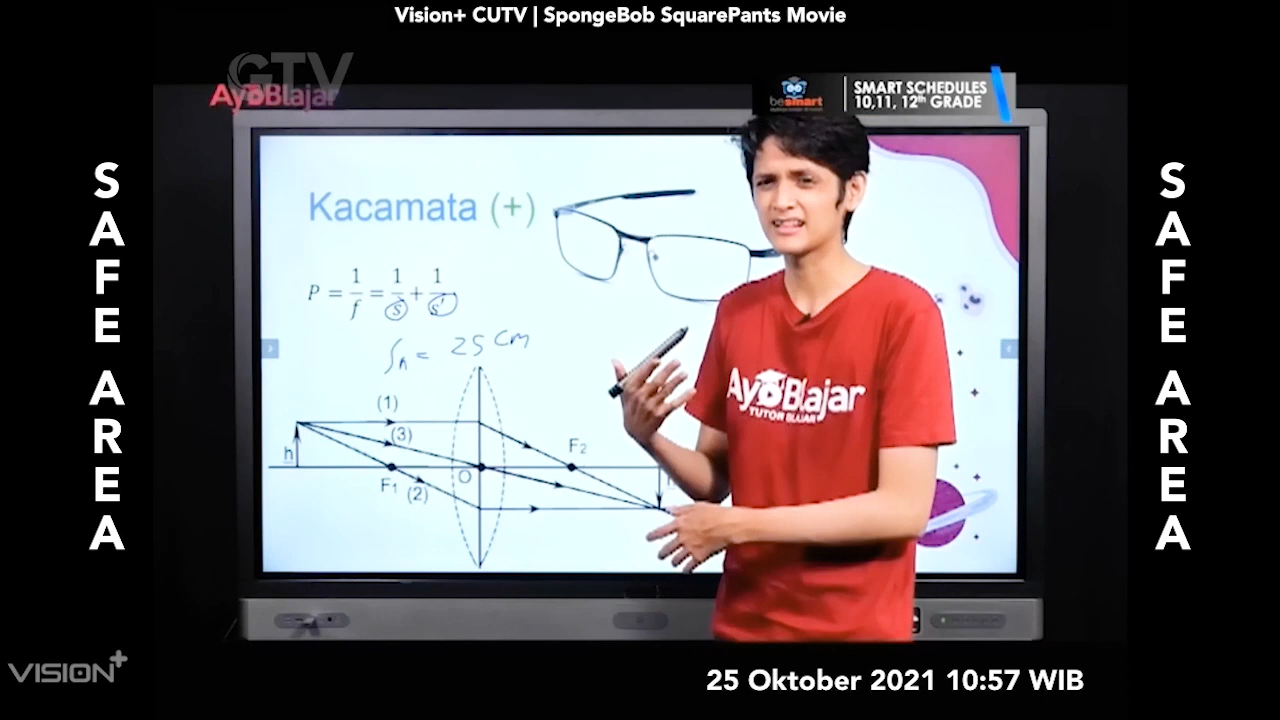 Vision+ CUTV | SpongeBob SquarePants Movie
GTV
AyoBlajar
besmart
SMART SCHEDULES
10,11, 12th GRADE
SAFE AREA
SAFE AREA
Kacamata (+)
P = 1/f = 1/s + 1/s'
Sn = 25 cm
(1)
(3)
h
F1
(2)
O
F2
AyoBlajar
TUTOR BLAJAR
VISION+
25 Oktober 2021 10:57 WIB